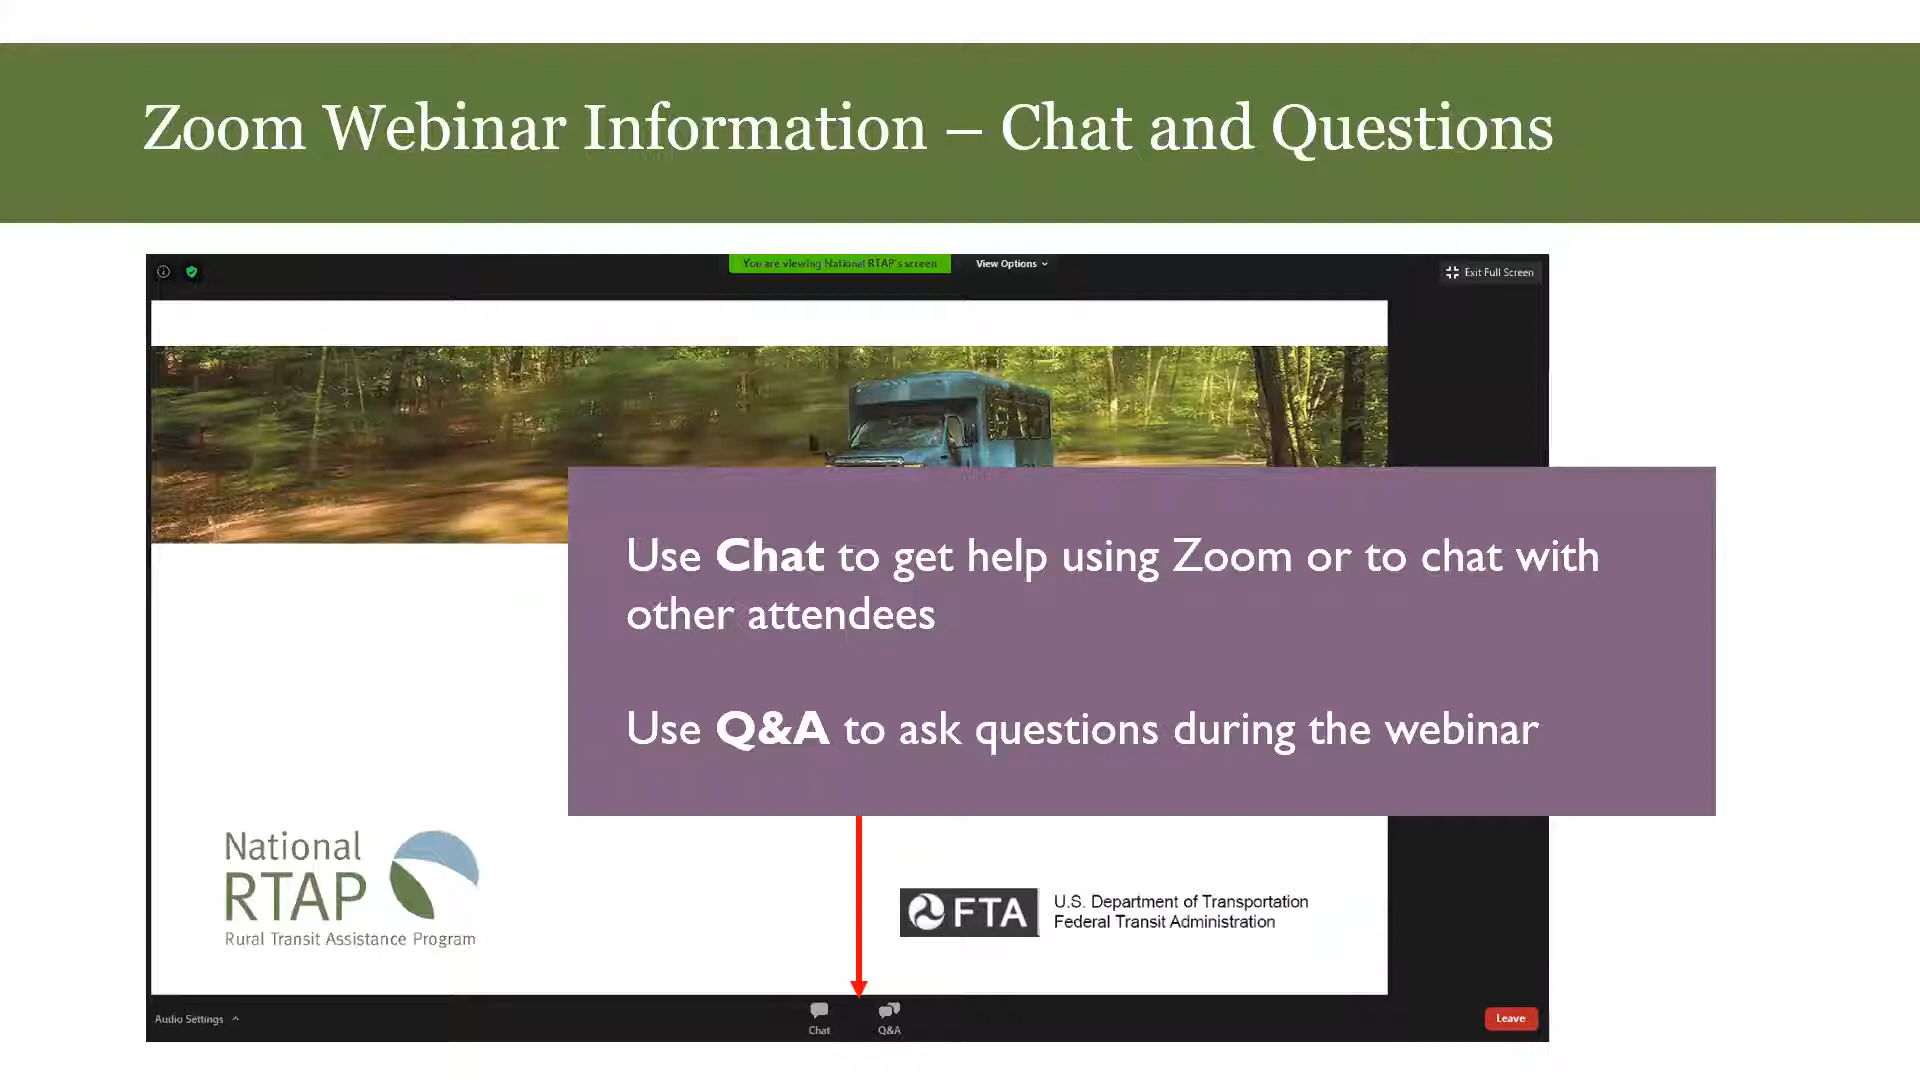 Zoom Webinar Information – Chat and Questions
You are viewing National RTAP's screen
View Options
Exit Full Screen
Use Chat to get help using Zoom or to chat with
other attendees
Use Q&A to ask questions during the webinar
National
RTAP
Rural Transit Assistance Program
FTA
U.S. Department of Transportation
Federal Transit Administration
Audio Settings
Chat
Q&A
Leave